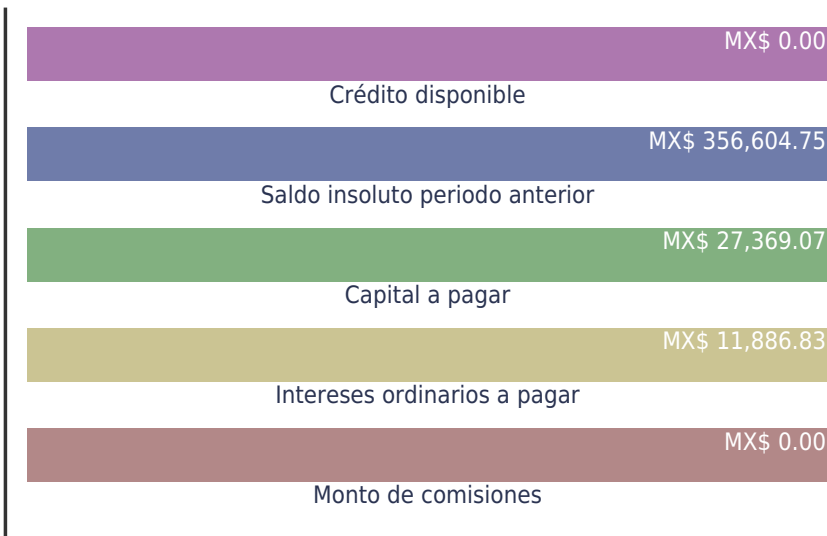 MX$ 0.00
Crédito disponible
MX$ 356,604.75
Saldo insoluto periodo anterior
MX$ 27,369.07
Capital a pagar
MX$ 11,886.83
Intereses ordinarios a pagar
MX$ 0.00
Monto de comisiones